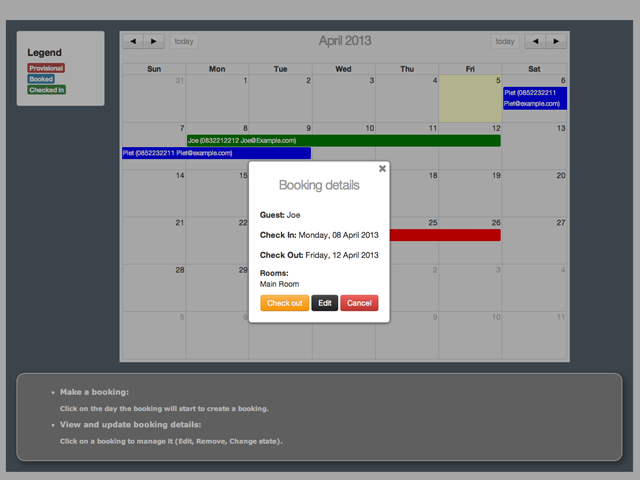 Legend
Provisional
Booked
Checked in
◄ ► today April 2013 today ◄ ►
Sun Mon Tue Wed Thu Fri Sat
31 1 2 3 4 5 6
Piet (0852232211
Piet@example.com)
7 8 9 10 11 12 13
Joe (0832212212 Joe@Example.com)
Piet (0852232211 Piet@example.com)
14 15 18 19 20
21 22 25 26 27
28 29 2 3 4
5 6 9 10 11
×
Booking details
Guest: Joe
Check In: Monday, 08 April 2013
Check Out: Friday, 12 April 2013
Rooms:
Main Room
Check out Edit Cancel
• Make a booking:
Click on the day the booking will start to create a booking.
• View and update booking details:
Click on a booking to manage it (Edit, Remove, Change state).